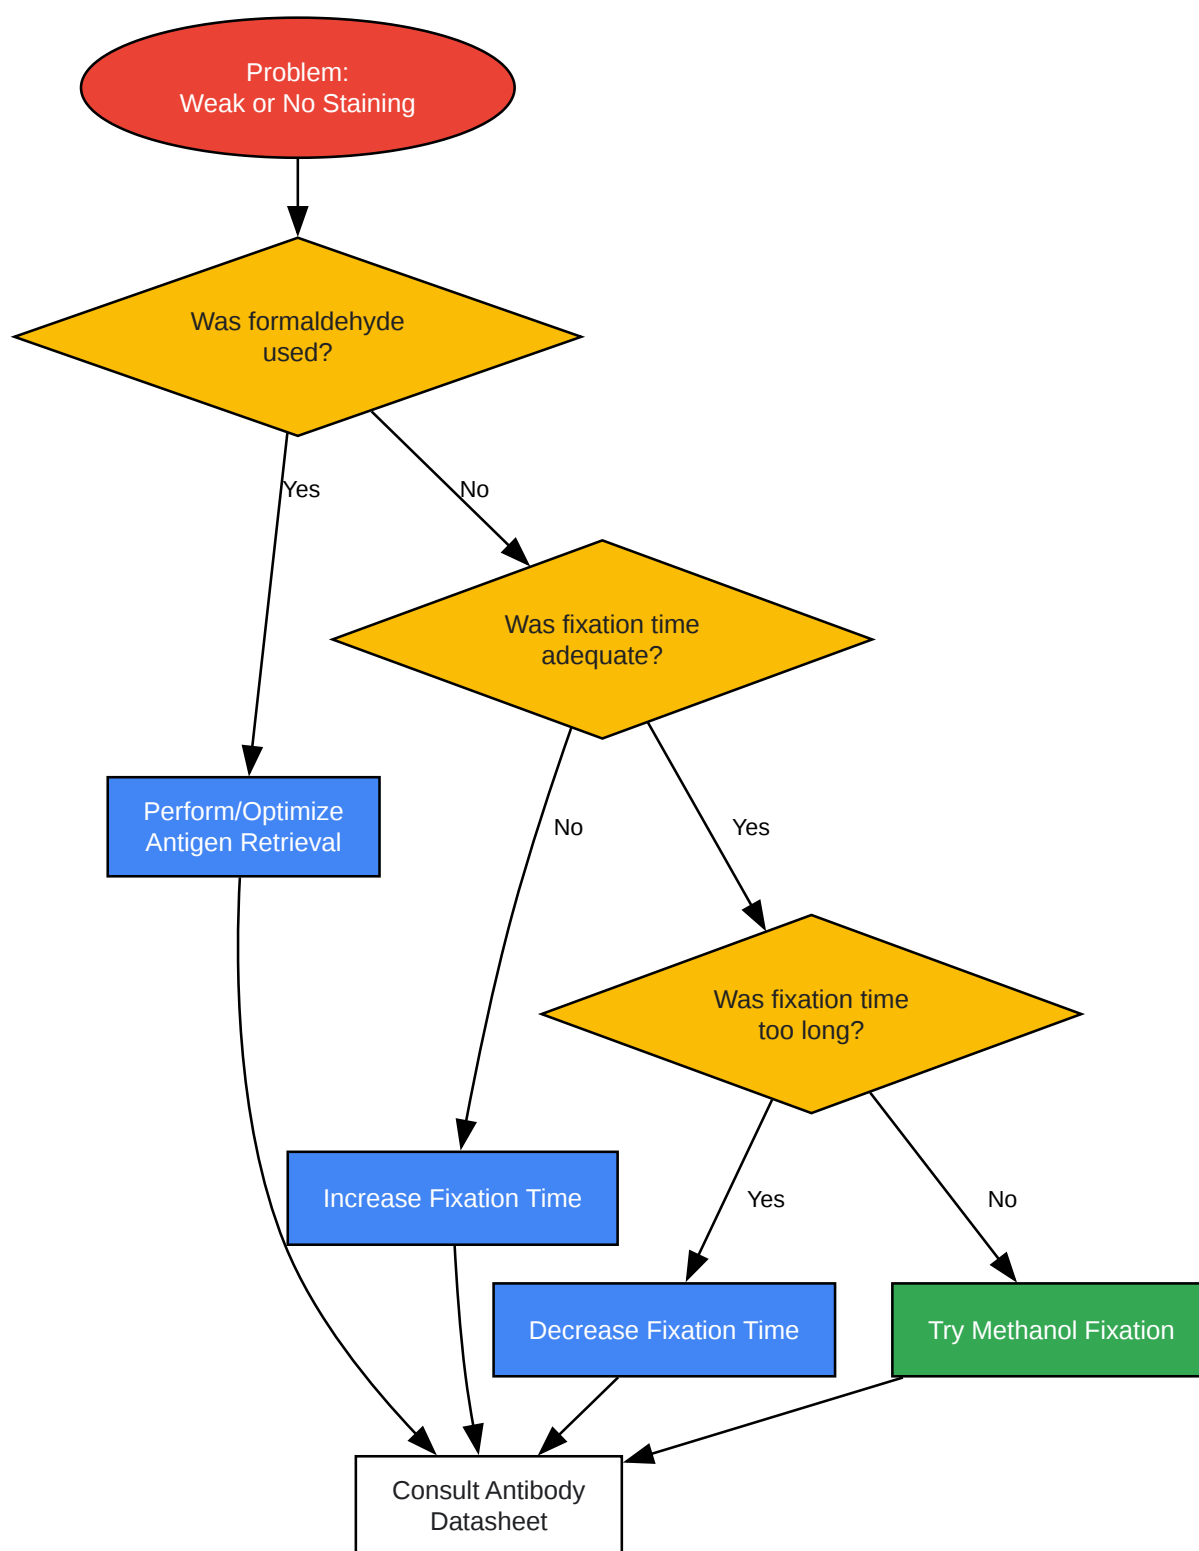 Problem:
Weak or No Staining
Was formaldehyde
used?
Yes
No
Was fixation time
adequate?
Perform/Optimize
Antigen Retrieval
No
Yes
Was fixation time
too long?
Increase Fixation Time
Yes
No
Decrease Fixation Time
Try Methanol Fixation
Consult Antibody
Datasheet